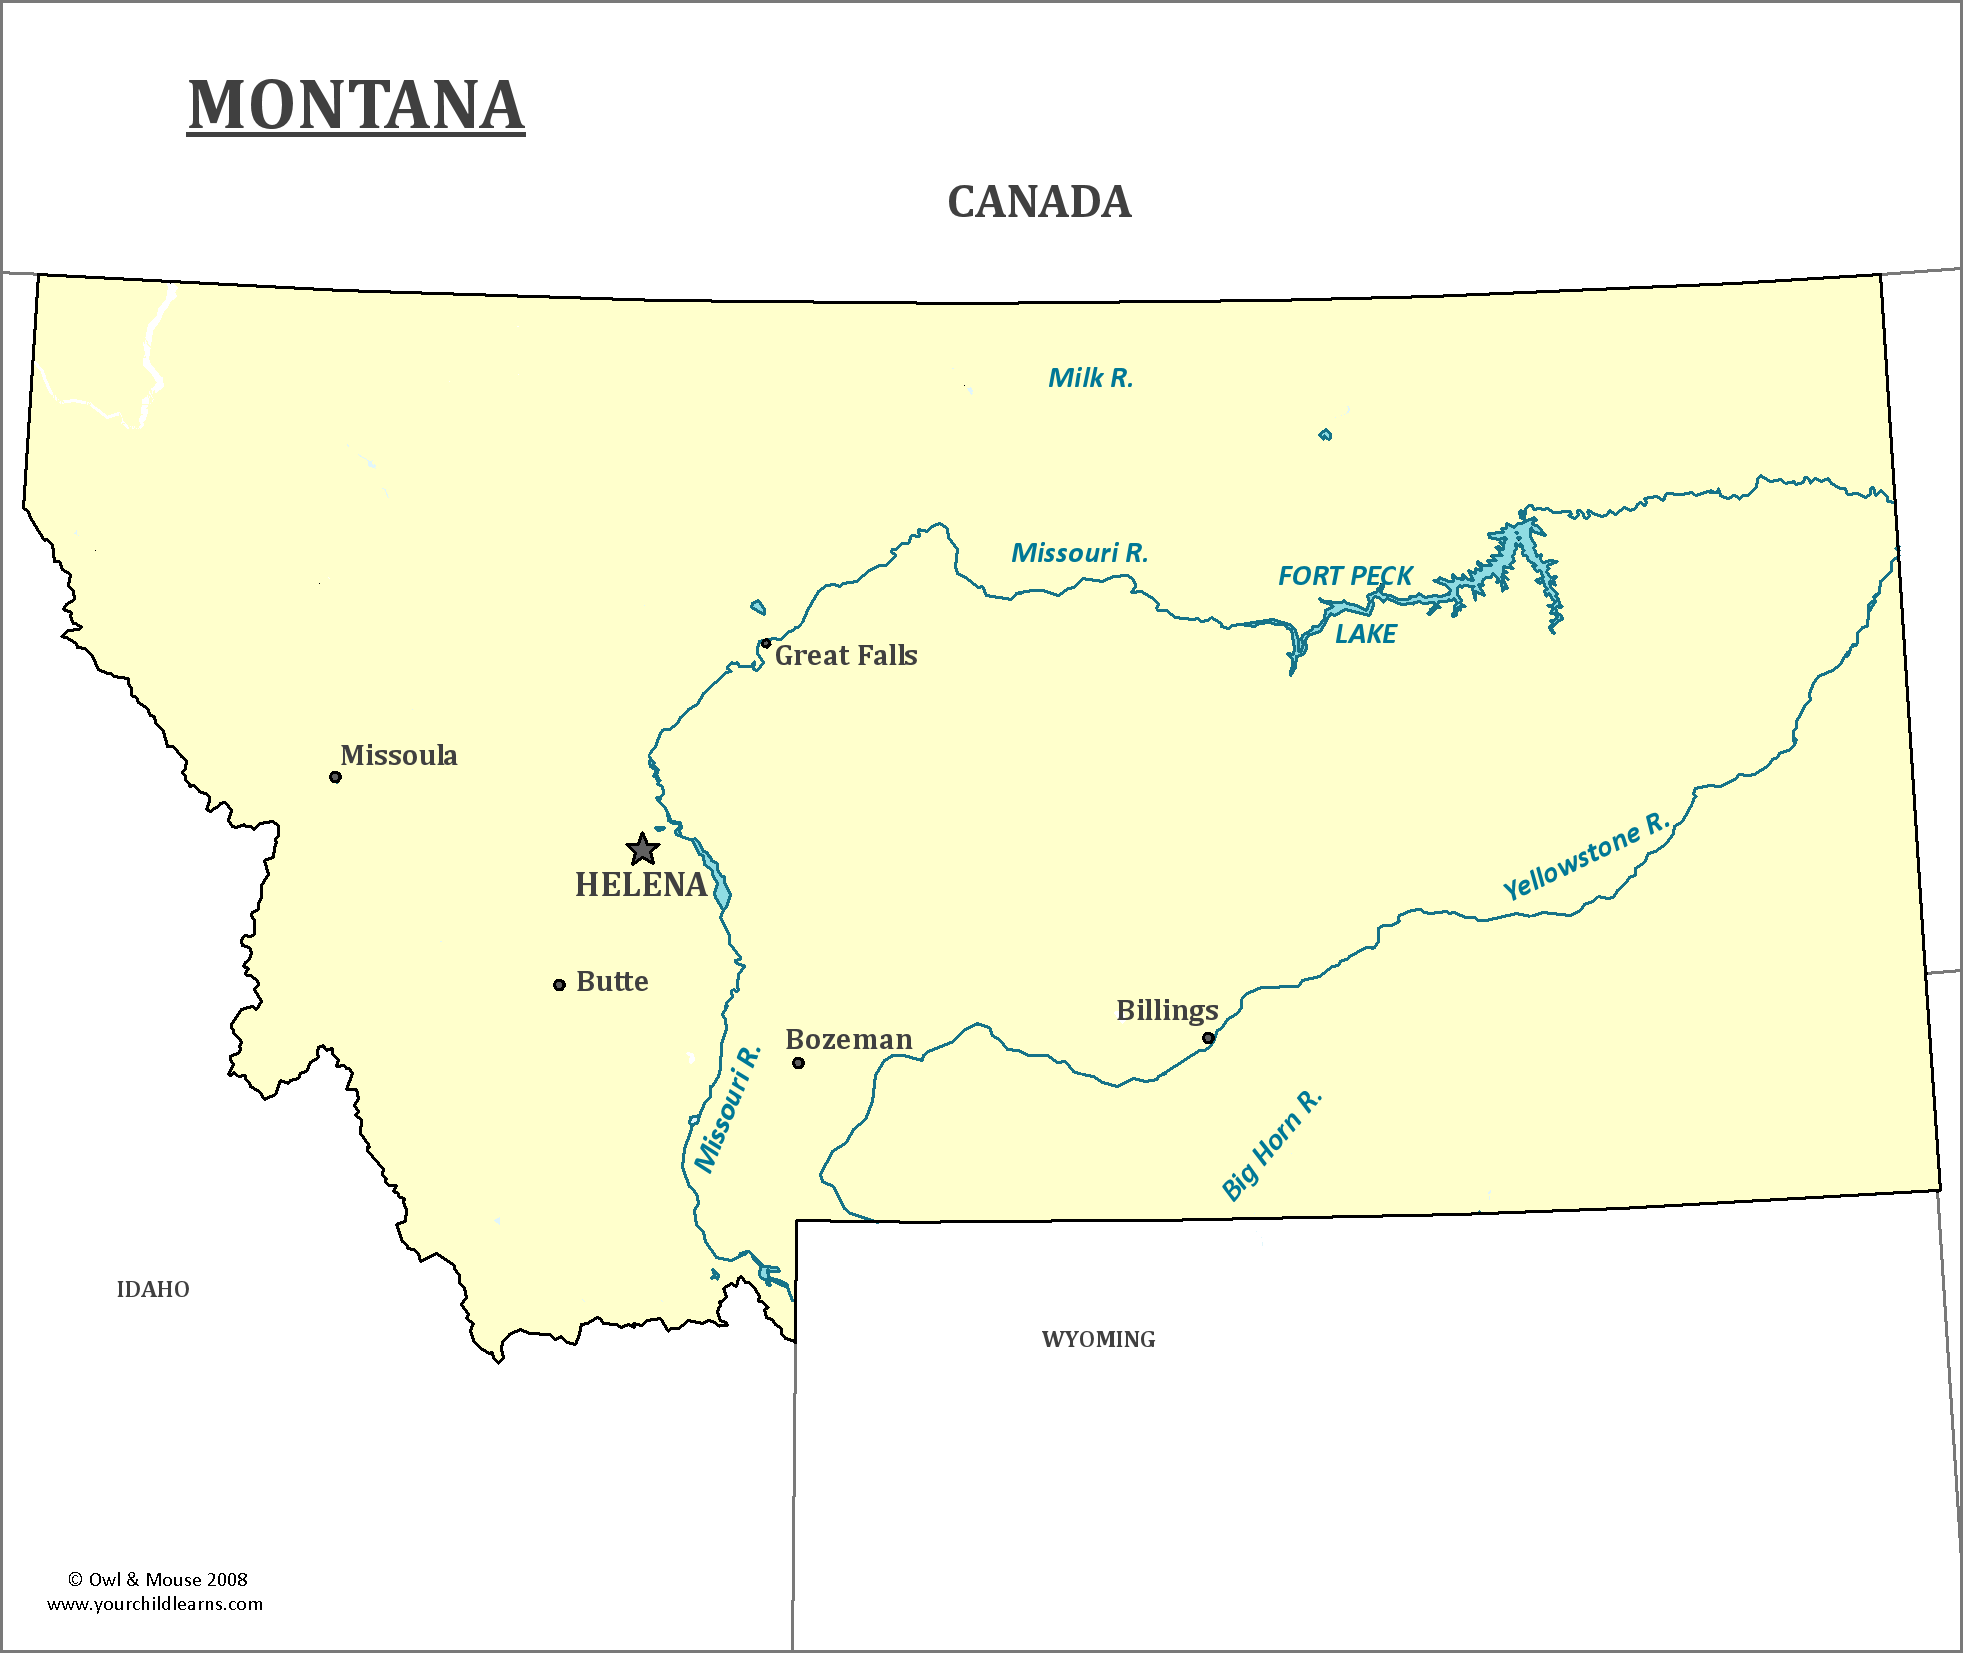 MONTANA
CANADA
Milk R.
Missouri R.
FORT PECK
LAKE
Great Falls
Missoula
Yellowstone R.
HELENA
Butte
Billings
Bozeman
Missouri R.
Big Horn R.
IDAHO
WYOMING
© Owl & Mouse 2008
www.yourchildlearns.com